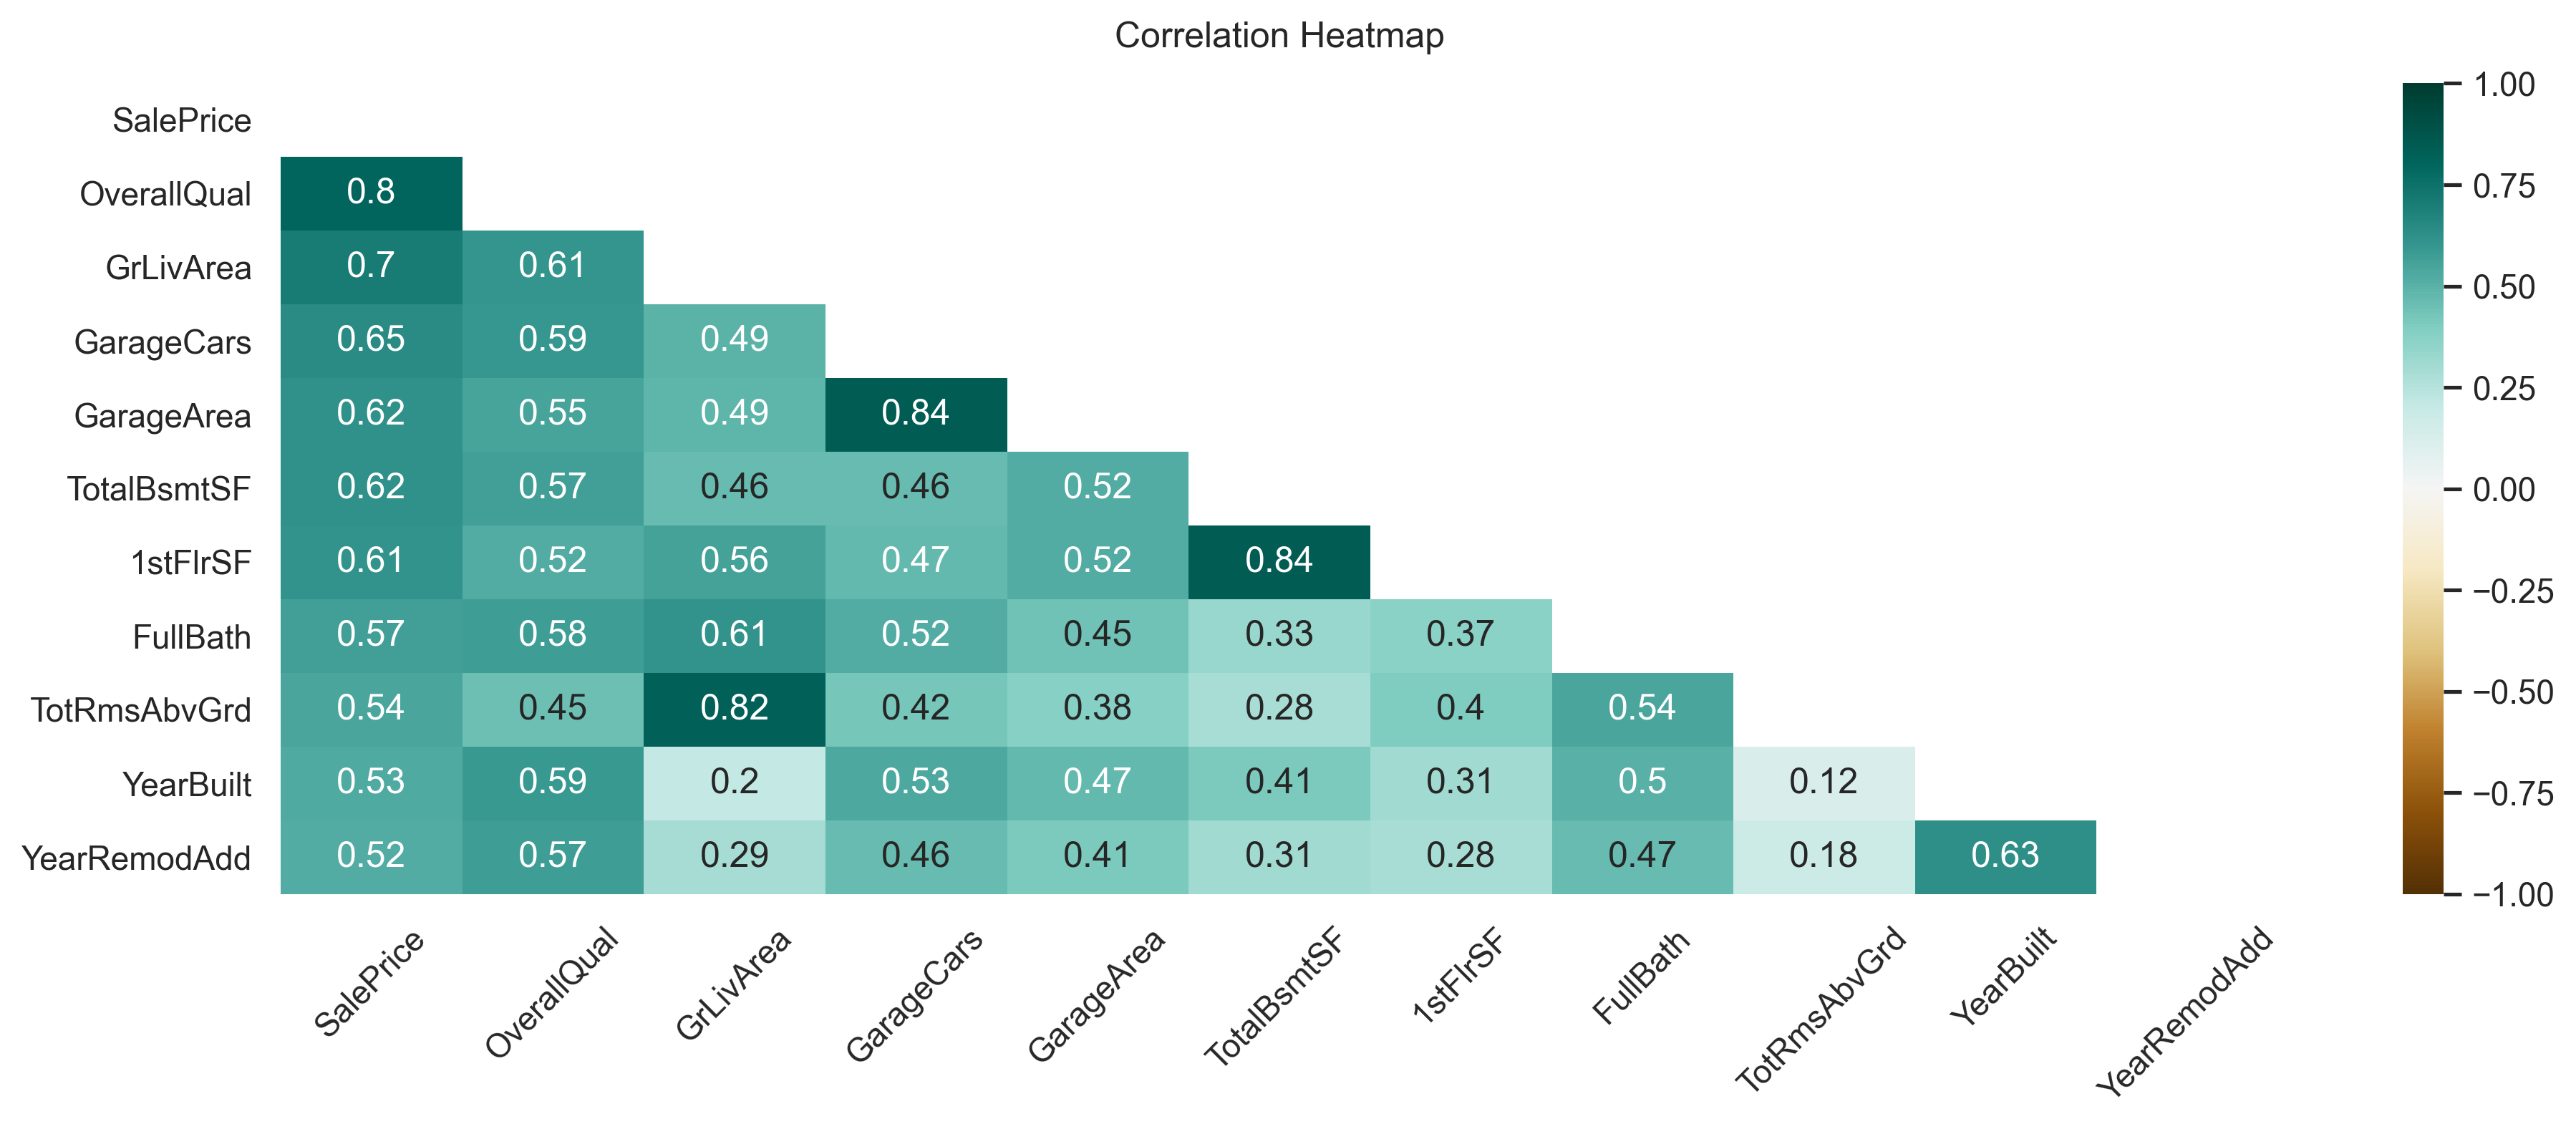 Correlation Heatmap
SalePrice
OverallQual 0.8
GrLivArea 0.7 0.61
GarageCars 0.65 0.59 0.49
GarageArea 0.62 0.55 0.49 0.84
TotalBsmtSF 0.62 0.57 0.46 0.46 0.52
1stFlrSF 0.61 0.52 0.56 0.47 0.52 0.84
FullBath 0.57 0.58 0.61 0.52 0.45 0.33 0.37
TotRmsAbvGrd 0.54 0.45 0.82 0.42 0.38 0.28 0.4 0.54
YearBuilt 0.53 0.59 0.2 0.53 0.47 0.41 0.31 0.5 0.12
YearRemodAdd 0.52 0.57 0.29 0.46 0.41 0.31 0.28 0.47 0.18 0.63
SalePrice OverallQual GrLivArea GarageCars GarageArea TotalBsmtSF 1stFlrSF FullBath TotRmsAbvGrd YearBuilt YearRemodAdd
1.00
0.75
0.50
0.25
0.00
−0.25
−0.50
−0.75
−1.00